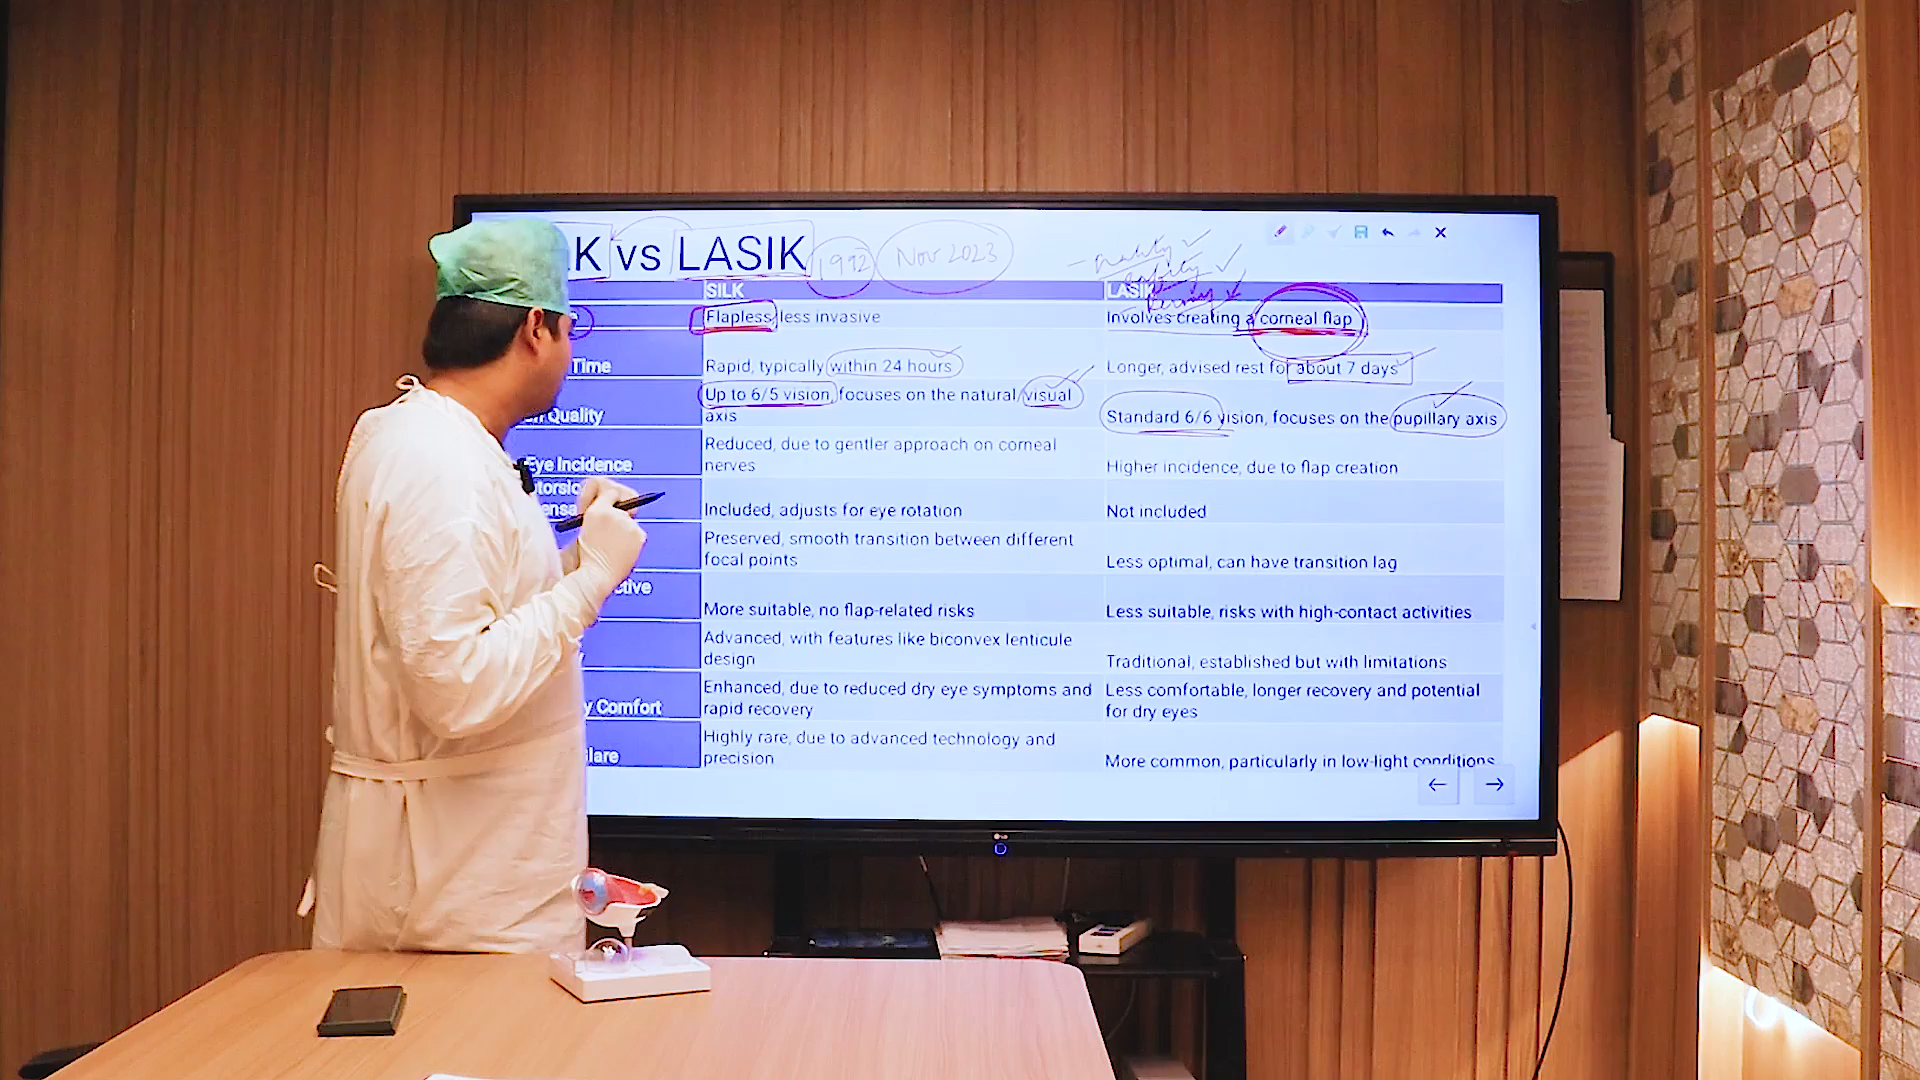 K vs LASIK 1992 Nov 2023
SILK LASIK
Flapless, less invasive Involves creating a corneal flap
Time Rapid, typically within 24 hours Longer, advised rest for about 7 days
Quality Up to 6/5 vision, focuses on the natural visual
axis Standard 6/6 vision, focuses on the pupillary axis
Eye Incidence Reduced, due to gentler approach on corneal
nerves Higher incidence, due to flap creation
Included, adjusts for eye rotation Not included
Preserved, smooth transition between different
focal points Less optimal, can have transition lag
More suitable, no flap-related risks Less suitable, risks with high-contact activities
Advanced, with features like biconvex lenticule
design Traditional, established but with limitations
Comfort Enhanced, due to reduced dry eye symptoms and
rapid recovery Less comfortable, longer recovery and potential
for dry eyes
Highly rare, due to advanced technology and
precision More common, particularly in low-light conditions
LG